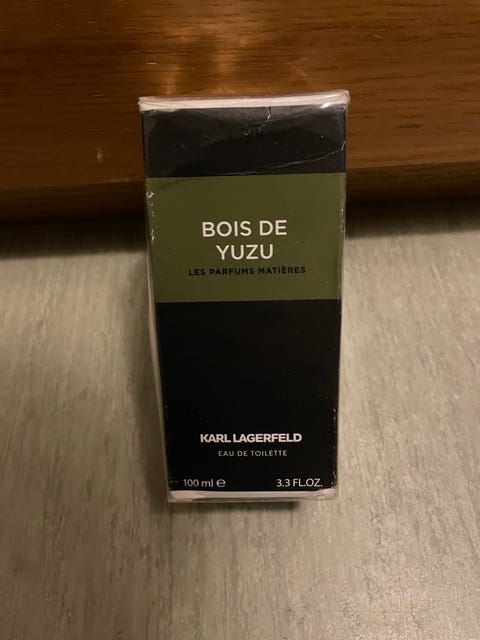 BOIS DE
YUZU
LES PARFUMS MATIÈRES
KARL LAGERFELD
EAU DE TOILETTE
100 ml ℮ 3.3 FL.OZ.